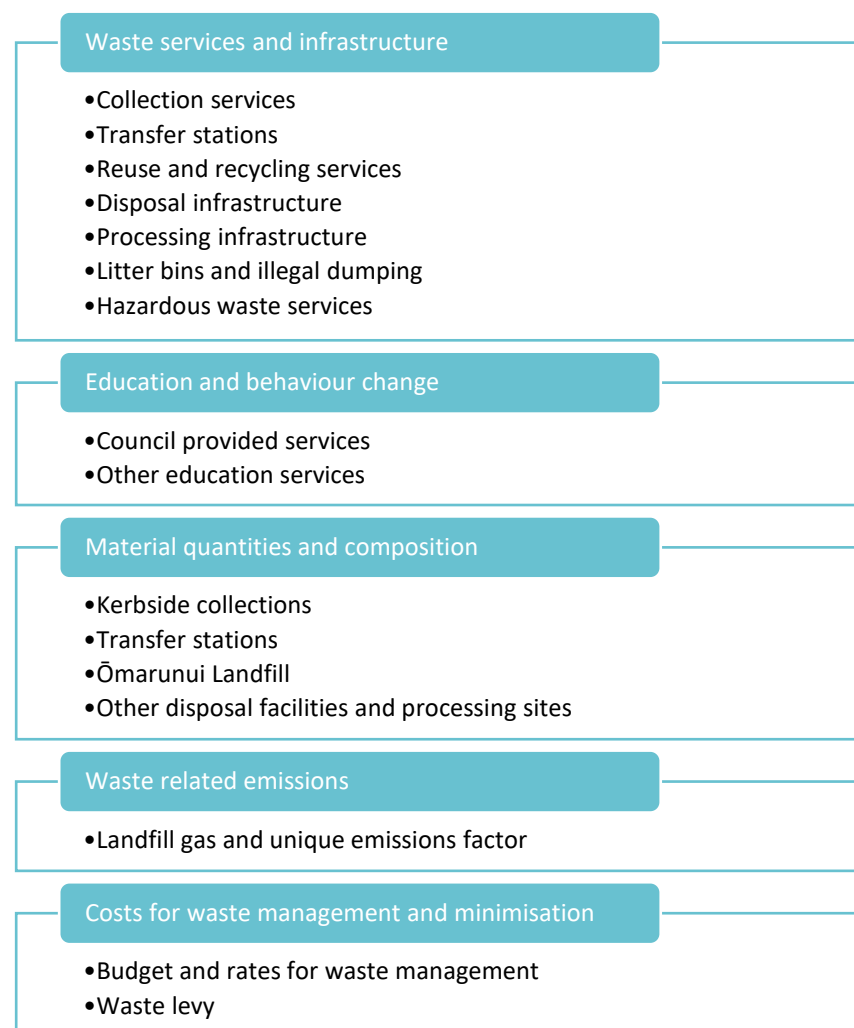 Waste services and infrastructure
•Collection services
•Transfer stations
•Reuse and recycling services
•Disposal infrastructure
•Processing infrastructure
•Litter bins and illegal dumping
•Hazardous waste services
Education and behaviour change
•Council provided services
•Other education services
Material quantities and composition
•Kerbside collections
•Transfer stations
•Ōmarunui Landfill
•Other disposal facilities and processing sites
Waste related emissions
•Landfill gas and unique emissions factor
Costs for waste management and minimisation
•Budget and rates for waste management
•Waste levy